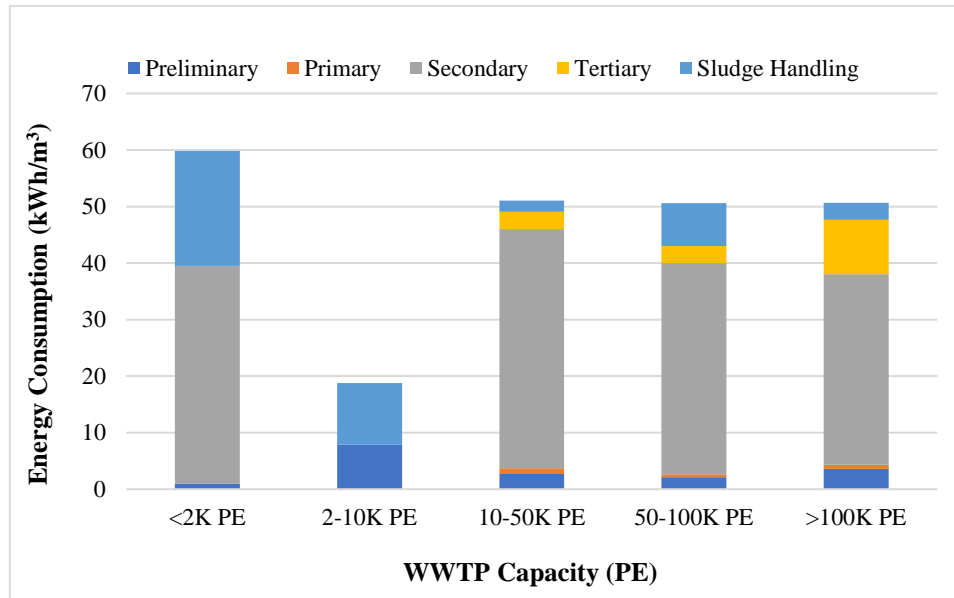 Preliminary Primary Secondary Tertiary Sludge Handling
70
60
50
40
30
20
10
0
Energy Consumption (kWh/m³)
<2K PE 2-10K PE 10-50K PE 50-100K PE >100K PE
WWTP Capacity (PE)